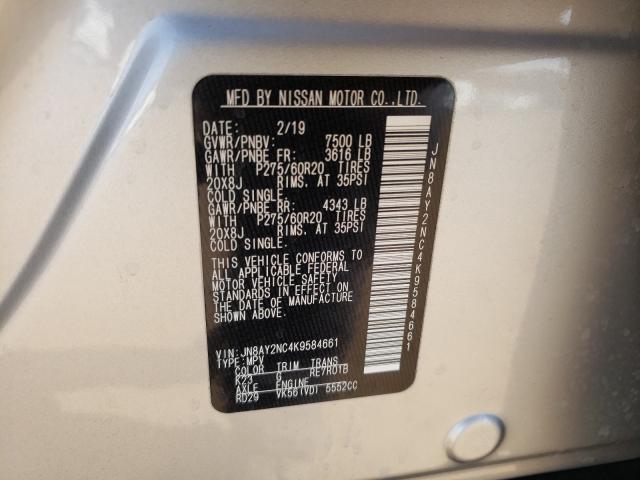 MFD BY NISSAN MOTOR CO.,LTD.
DATE: 2/19
GVWR/PNBV: 7500 LB
GAWR/PNBE FR: 3616 LB
WITH P275/60R20 TIRES
20X8J RIMS. AT 35PSI
COLD SINGLE.
GAWR/PNBE RR: 4343 LB
WITH P275/60R20 TIRES
20X8J RIMS. AT 35PSI
COLD SINGLE.
THIS VEHICLE CONFORMS TO
ALL APPLICABLE FEDERAL
MOTOR VEHICLE SAFETY
STANDARDS IN EFFECT ON
THE DATE OF MANUFACTURE
SHOWN ABOVE.
VIN: JN8AY2NC4K9584661
TYPE: MPV
COLOR TRIM TRANS
K23 G RE7R01B
AXLE ENGINE
RD29 VK56(VD) 5552CC
JN8AY2NC4K9584661